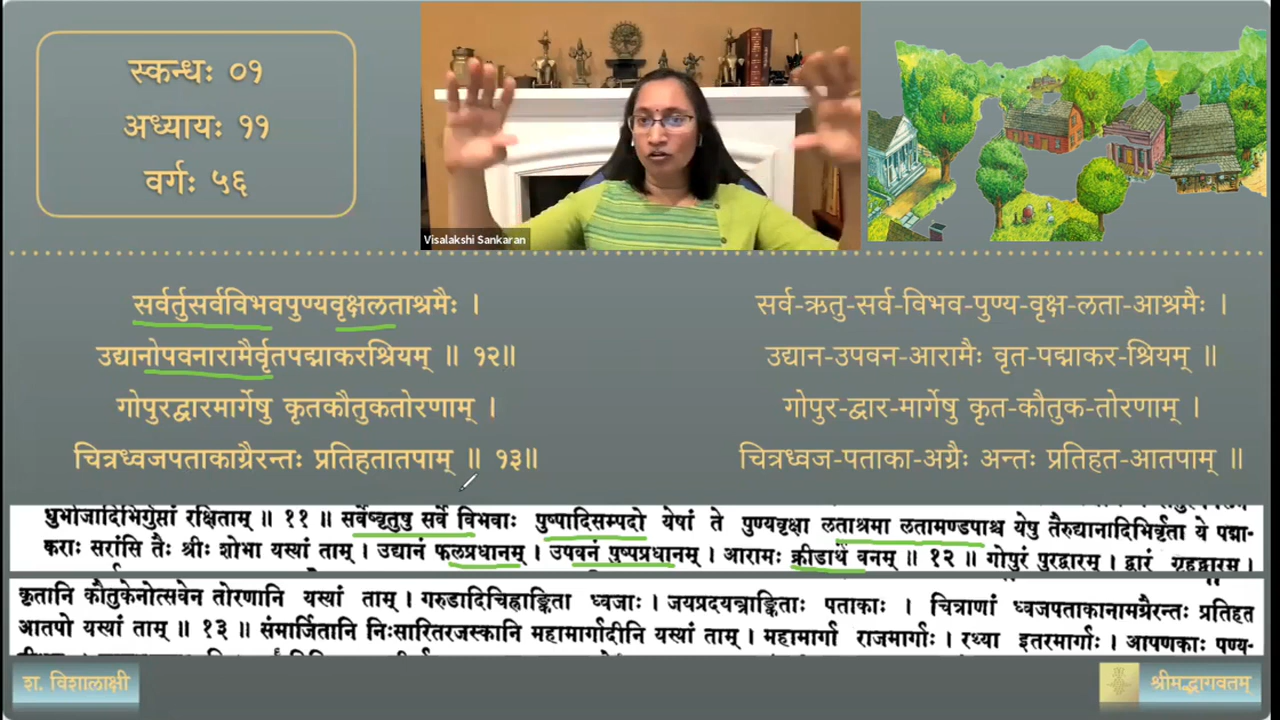 स्कन्धः ०१
अध्यायः ११
वर्गः ५६
Visalakshi Sankaran
सर्वर्तुसर्वविभवपुण्यवृक्षलताश्रमैः ।
उद्यानोपवनारामैर्वृतपद्माकरश्रियम् ॥ १२॥
गोपुरद्वारमार्गेषु कृतकौतुकतोरणाम् ।
चित्रध्वजपताकाग्रैरन्तः प्रतिहतातपाम् ॥ १३॥
सर्व-ऋतु-सर्व-विभव-पुण्य-वृक्ष-लता-आश्रमैः ।
उद्यान-उपवन-आरामैः वृत-पद्माकर-श्रियम् ॥
गोपुर-द्वार-मार्गेषु कृत-कौतुक-तोरणाम् ।
चित्रध्वज-पताका-अग्रैः अन्तः प्रतिहत-आतपाम् ॥
धुर्भोजादिभिर्गुप्तां रक्षिताम् ॥ ११ ॥ सर्वेष्वृतुषु सर्वे विभवाः पुष्पादिसम्पदो येषां ते पुण्यवृक्षा लताश्रमा लतामण्डपाश्च येषु तैरुद्यानादिभिर्वृता ये पद्मा-
कराः सरांसि तैः श्रीः शोभा यस्यां ताम् । उद्यानं फलप्रधानम् । उपवनं पुष्पप्रधानम् । आरामः क्रीडार्थं वनम् ॥ १२ ॥ गोपुरं पुरद्वारम् । द्वारं गृहद्वारम् ।
कृतानि कौतुकेनोत्सवेन तोरणानि यस्यां ताम् । गरुडादिचिह्नाङ्किता ध्वजाः । जयप्रदयन्त्राङ्किताः पताकाः । चित्राणां ध्वजपताकानामग्रैरन्तः प्रतिहत
आतपो यस्यां ताम् ॥ १३ ॥ संमार्जितानि निःसारितरजस्कानि महामार्गादीनि यस्यां ताम् । महामार्गा राजमार्गाः । रथ्या इतरमार्गाः । आपणकाः पण्य-
श. विशालाक्षी
श्रीमद्भागवतम्